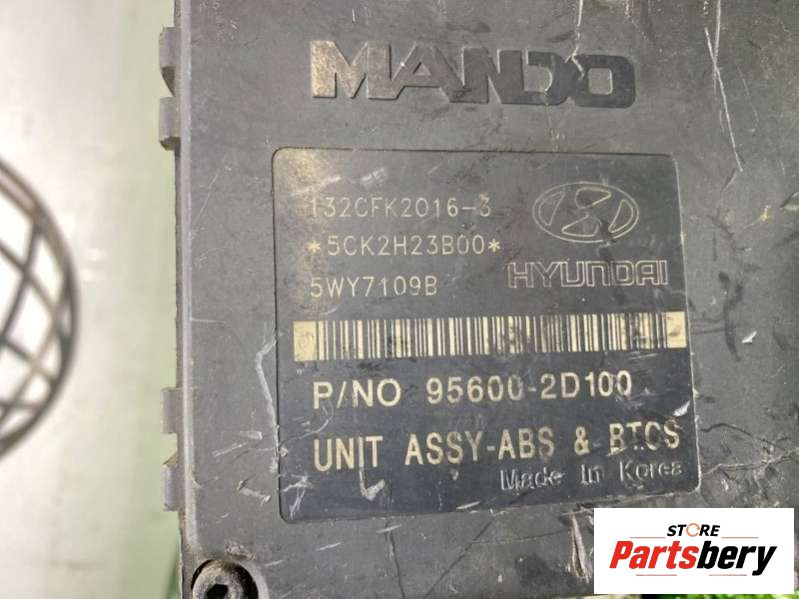 MANDO
132CFK2016-3
*5CK2H23B00*
5WY7109B
HYUNDAI
P/NO 95600-2D100
UNIT ASSY-ABS & BTCS
Made In Korea
STORE
Partsbery